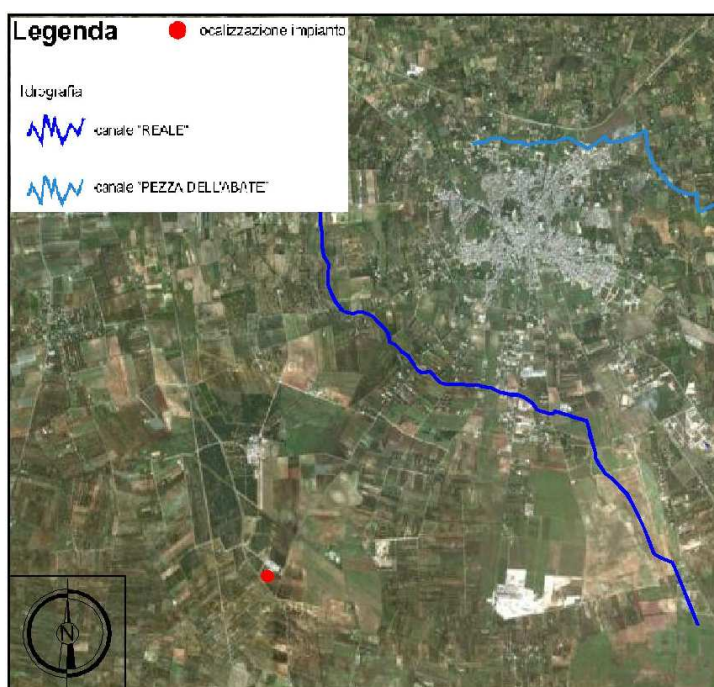 Legenda
ocalizzazione impianto
Idrografia
canale "REALE"
canale "PEZZA DELL'ABATE"
N